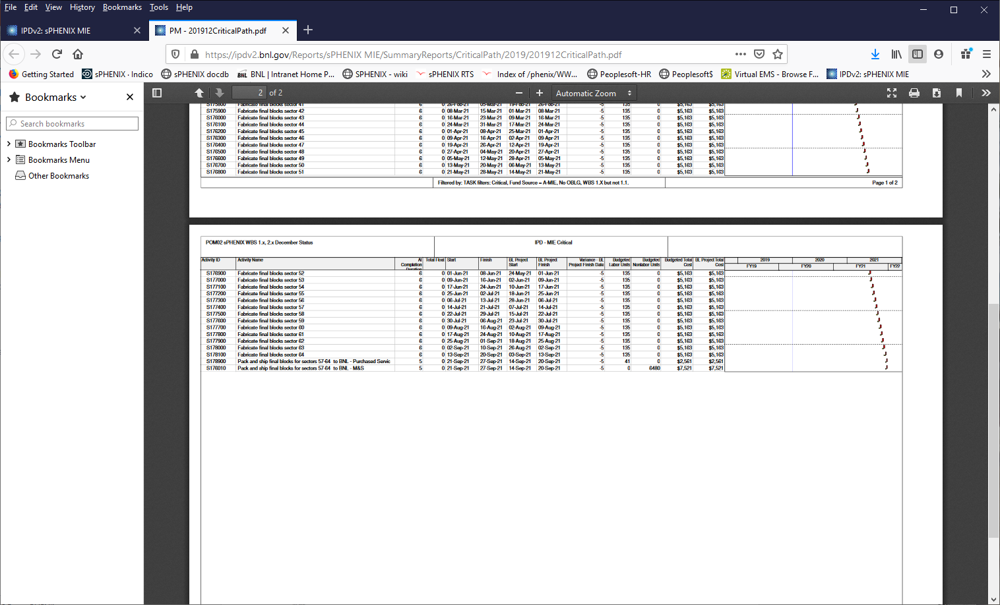 File Edit View History Bookmarks Tools Help
IPDv2: sPHENIX MIE
PM - 201912CriticalPath.pdf
https://ipdv2.bnl.gov/Reports/sPHENIX MIE/SummaryReports/CriticalPath/2019/201912CriticalPath.pdf
Getting Started sPHENIX · Indico sPHENIX docdb BNL BNL | Intranet Home P... SPHENIX - wiki sPHENIX RTS Index of /phenix/WW... Peoplesoft-HR Peoplesoft$ Virtual EMS - Browse F... IPDv2: sPHENIX MIE
Bookmarks
2 of 2
Automatic Zoom
Search bookmarks
Bookmarks Toolbar
Bookmarks Menu
Other Bookmarks
S175800 Fabricate final blocks sector 41 6 0 26-Feb-21 05-Mar-21 19-Feb-21 26-Feb-21 -5 135 0 $5,163 $5,163
S175900 Fabricate final blocks sector 42 6 0 08-Mar-21 15-Mar-21 01-Mar-21 08-Mar-21 -5 135 0 $5,163 $5,163
S176000 Fabricate final blocks sector 43 6 0 16-Mar-21 23-Mar-21 09-Mar-21 16-Mar-21 -5 135 0 $5,163 $5,163
S176100 Fabricate final blocks sector 44 6 0 24-Mar-21 31-Mar-21 17-Mar-21 24-Mar-21 -5 135 0 $5,163 $5,163
S176200 Fabricate final blocks sector 45 6 0 01-Apr-21 08-Apr-21 25-Mar-21 01-Apr-21 -5 135 0 $5,163 $5,163
S176300 Fabricate final blocks sector 46 6 0 09-Apr-21 16-Apr-21 02-Apr-21 09-Apr-21 -5 135 0 $5,163 $5,163
S176400 Fabricate final blocks sector 47 6 0 19-Apr-21 26-Apr-21 12-Apr-21 19-Apr-21 -5 135 0 $5,163 $5,163
S176500 Fabricate final blocks sector 48 6 0 27-Apr-21 04-May-21 20-Apr-21 27-Apr-21 -5 135 0 $5,163 $5,163
S176600 Fabricate final blocks sector 49 6 0 05-May-21 12-May-21 28-Apr-21 05-May-21 -5 135 0 $5,163 $5,163
S176700 Fabricate final blocks sector 50 6 0 13-May-21 20-May-21 06-May-21 13-May-21 -5 135 0 $5,163 $5,163
S176800 Fabricate final blocks sector 51 6 0 21-May-21 28-May-21 14-May-21 21-May-21 -5 135 0 $5,163 $5,163
Filtered by: TASK filters: Critical, Fund Source = A-MIE, No OBLG, WBS 1.X but not 1.1.
Page 1 of 2
POM02 sPHENIX WBS 1.x, 2.x December Status
IPD - MIE Critical
Activity ID Activity Name At Completion Duration Total Float Start Finish BL Project Start BL Project Finish Variance - BL Project Finish Date Budgeted Labor Units Budgeted Nonlabor Units Budgeted Total Cost BL Project Total Cost
2019 2020 2021
FY19 FY20 FY21 FY22
S176900 Fabricate final blocks sector 52 6 0 01-Jun-21 08-Jun-21 24-May-21 01-Jun-21 -5 135 0 $5,163 $5,163
S177000 Fabricate final blocks sector 53 6 0 09-Jun-21 16-Jun-21 02-Jun-21 09-Jun-21 -5 135 0 $5,163 $5,163
S177100 Fabricate final blocks sector 54 6 0 17-Jun-21 24-Jun-21 10-Jun-21 17-Jun-21 -5 135 0 $5,163 $5,163
S177200 Fabricate final blocks sector 55 6 0 25-Jun-21 02-Jul-21 18-Jun-21 25-Jun-21 -5 135 0 $5,163 $5,163
S177300 Fabricate final blocks sector 56 6 0 06-Jul-21 13-Jul-21 28-Jun-21 06-Jul-21 -5 135 0 $5,163 $5,163
S177400 Fabricate final blocks sector 57 6 0 14-Jul-21 21-Jul-21 07-Jul-21 14-Jul-21 -5 135 0 $5,163 $5,163
S177500 Fabricate final blocks sector 58 6 0 22-Jul-21 29-Jul-21 15-Jul-21 22-Jul-21 -5 135 0 $5,163 $5,163
S177600 Fabricate final blocks sector 59 6 0 30-Jul-21 06-Aug-21 23-Jul-21 30-Jul-21 -5 135 0 $5,163 $5,163
S177700 Fabricate final blocks sector 60 6 0 09-Aug-21 16-Aug-21 02-Aug-21 09-Aug-21 -5 135 0 $5,163 $5,163
S177800 Fabricate final blocks sector 61 6 0 17-Aug-21 24-Aug-21 10-Aug-21 17-Aug-21 -5 135 0 $5,163 $5,163
S177900 Fabricate final blocks sector 62 6 0 25-Aug-21 01-Sep-21 18-Aug-21 25-Aug-21 -5 135 0 $5,163 $5,163
S178000 Fabricate final blocks sector 63 6 0 02-Sep-21 10-Sep-21 26-Aug-21 02-Sep-21 -5 135 0 $5,163 $5,163
S178100 Fabricate final blocks sector 64 6 0 13-Sep-21 20-Sep-21 03-Sep-21 13-Sep-21 -5 135 0 $5,163 $5,163
S178900 Pack and ship final blocks for sectors 57-64 to BNL - Purchased Servic 5 0 21-Sep-21 27-Sep-21 14-Sep-21 20-Sep-21 -5 41 0 $2,561 $2,561
S176010 Pack and ship final blocks for sectors 57-64 to BNL - M&S 5 0 21-Sep-21 27-Sep-21 14-Sep-21 20-Sep-21 -5 0 6480 $7,521 $7,521